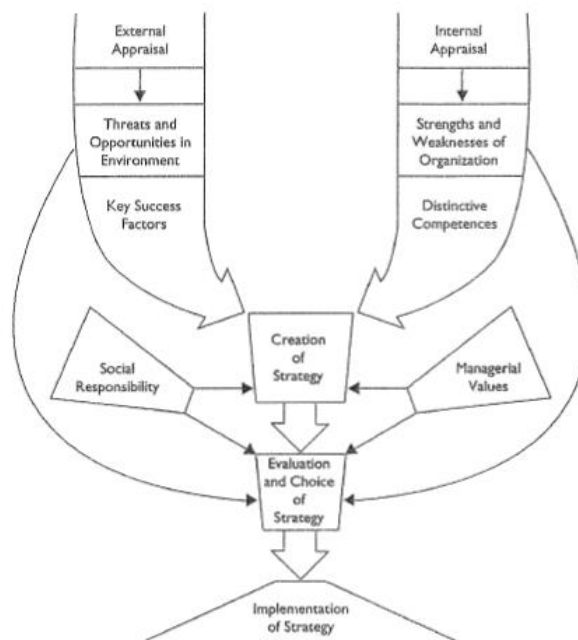 External
Appraisal
Internal
Appraisal
Threats and
Opportunities in
Environment
Strengths and
Weaknesses of
Organization
Key Success
Factors
Distinctive
Competences
Creation
of
Strategy
Social
Responsibility
Managerial
Values
Evaluation
and Choice
of
Strategy
Implementation
of Strategy